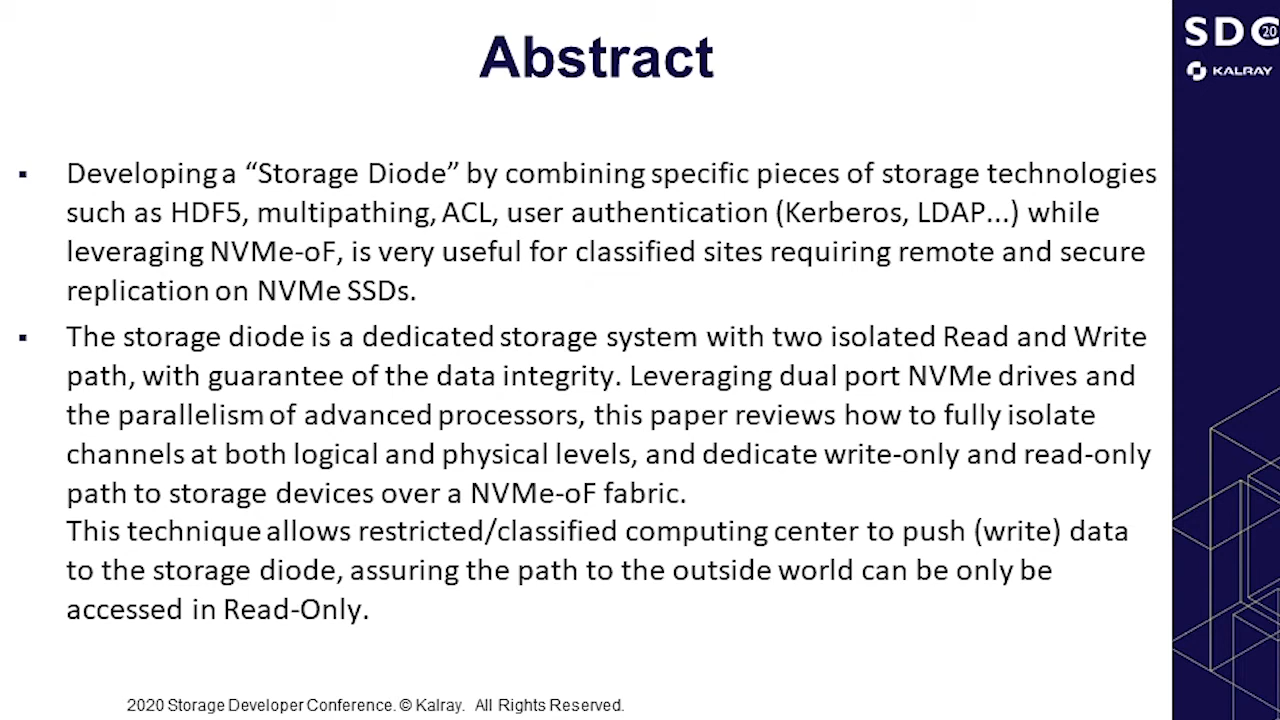 Abstract
SDC 20
KALRAY
▪ Developing a “Storage Diode” by combining specific pieces of storage technologies
such as HDF5, multipathing, ACL, user authentication (Kerberos, LDAP...) while
leveraging NVMe-oF, is very useful for classified sites requiring remote and secure
replication on NVMe SSDs.
▪ The storage diode is a dedicated storage system with two isolated Read and Write
path, with guarantee of the data integrity. Leveraging dual port NVMe drives and
the parallelism of advanced processors, this paper reviews how to fully isolate
channels at both logical and physical levels, and dedicate write-only and read-only
path to storage devices over a NVMe-oF fabric.
This technique allows restricted/classified computing center to push (write) data
to the storage diode, assuring the path to the outside world can be only be
accessed in Read-Only.
2020 Storage Developer Conference. © Kalray. All Rights Reserved.